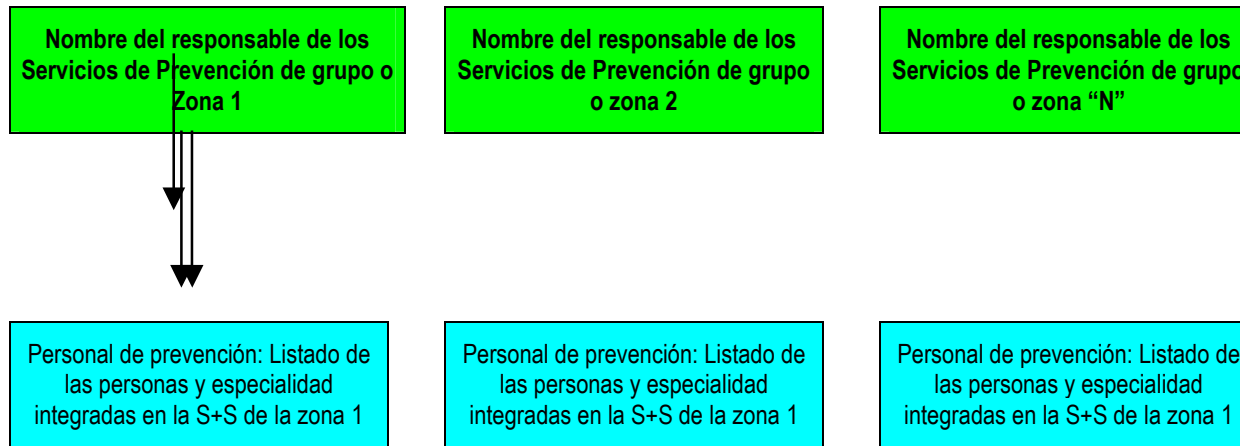 Nombre del responsable de los
Servicios de Prevención de grupo o
Zona 1
Nombre del responsable de los
Servicios de Prevención de grupo
o zona 2
Nombre del responsable de los
Servicios de Prevención de grupo
o zona “N”
Personal de prevención: Listado de
las personas y especialidad
integradas en la S+S de la zona 1
Personal de prevención: Listado de
las personas y especialidad
integradas en la S+S de la zona 1
Personal de prevención: Listado de
las personas y especialidad
integradas en la S+S de la zona 1